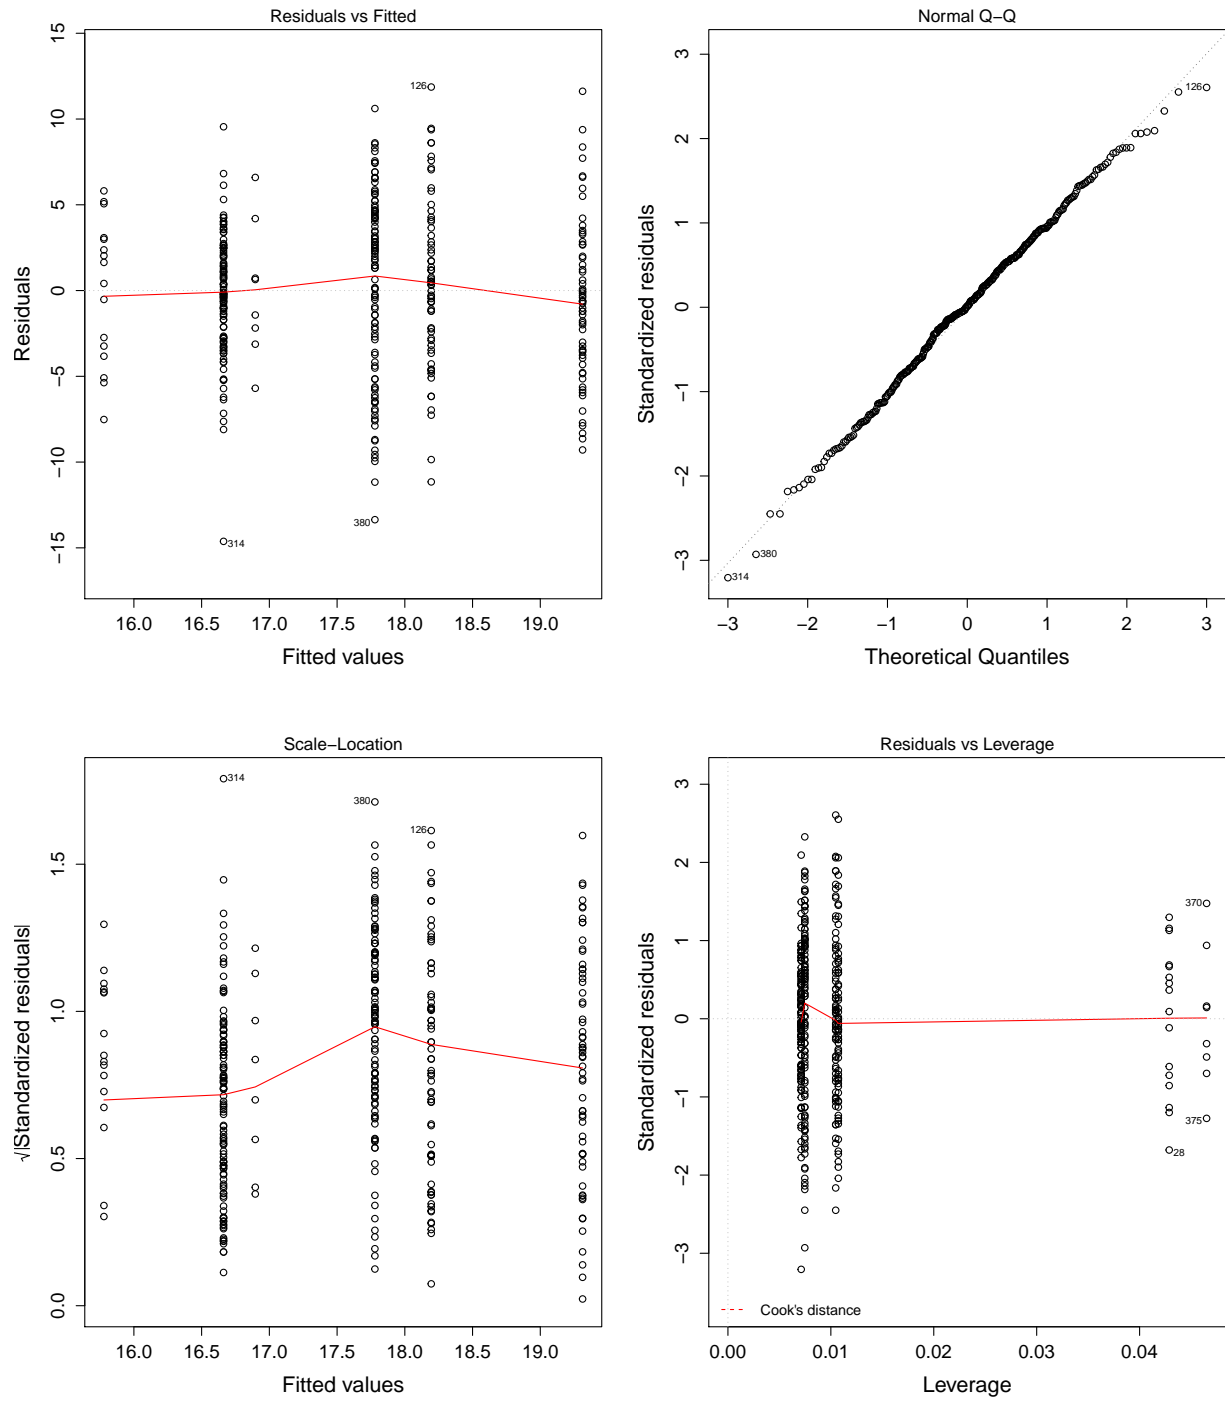 Residuals vs Fitted
15
10
5
0
−5
−10
−15
Residuals
126
380
314
16.0 16.5 17.0 17.5 18.0 18.5 19.0
Fitted values
Normal Q−Q
3
2
1
0
−1
−2
−3
Standardized residuals
126
380
314
−3 −2 −1 0 1 2 3
Theoretical Quantiles
Scale−Location
1.5
1.0
0.5
0.0
√|Standardized residuals|
314
380
126
16.0 16.5 17.0 17.5 18.0 18.5 19.0
Fitted values
Residuals vs Leverage
3
2
1
0
−1
−2
−3
Standardized residuals
370
375
28
Cook's distance
0.00 0.01 0.02 0.03 0.04
Leverage